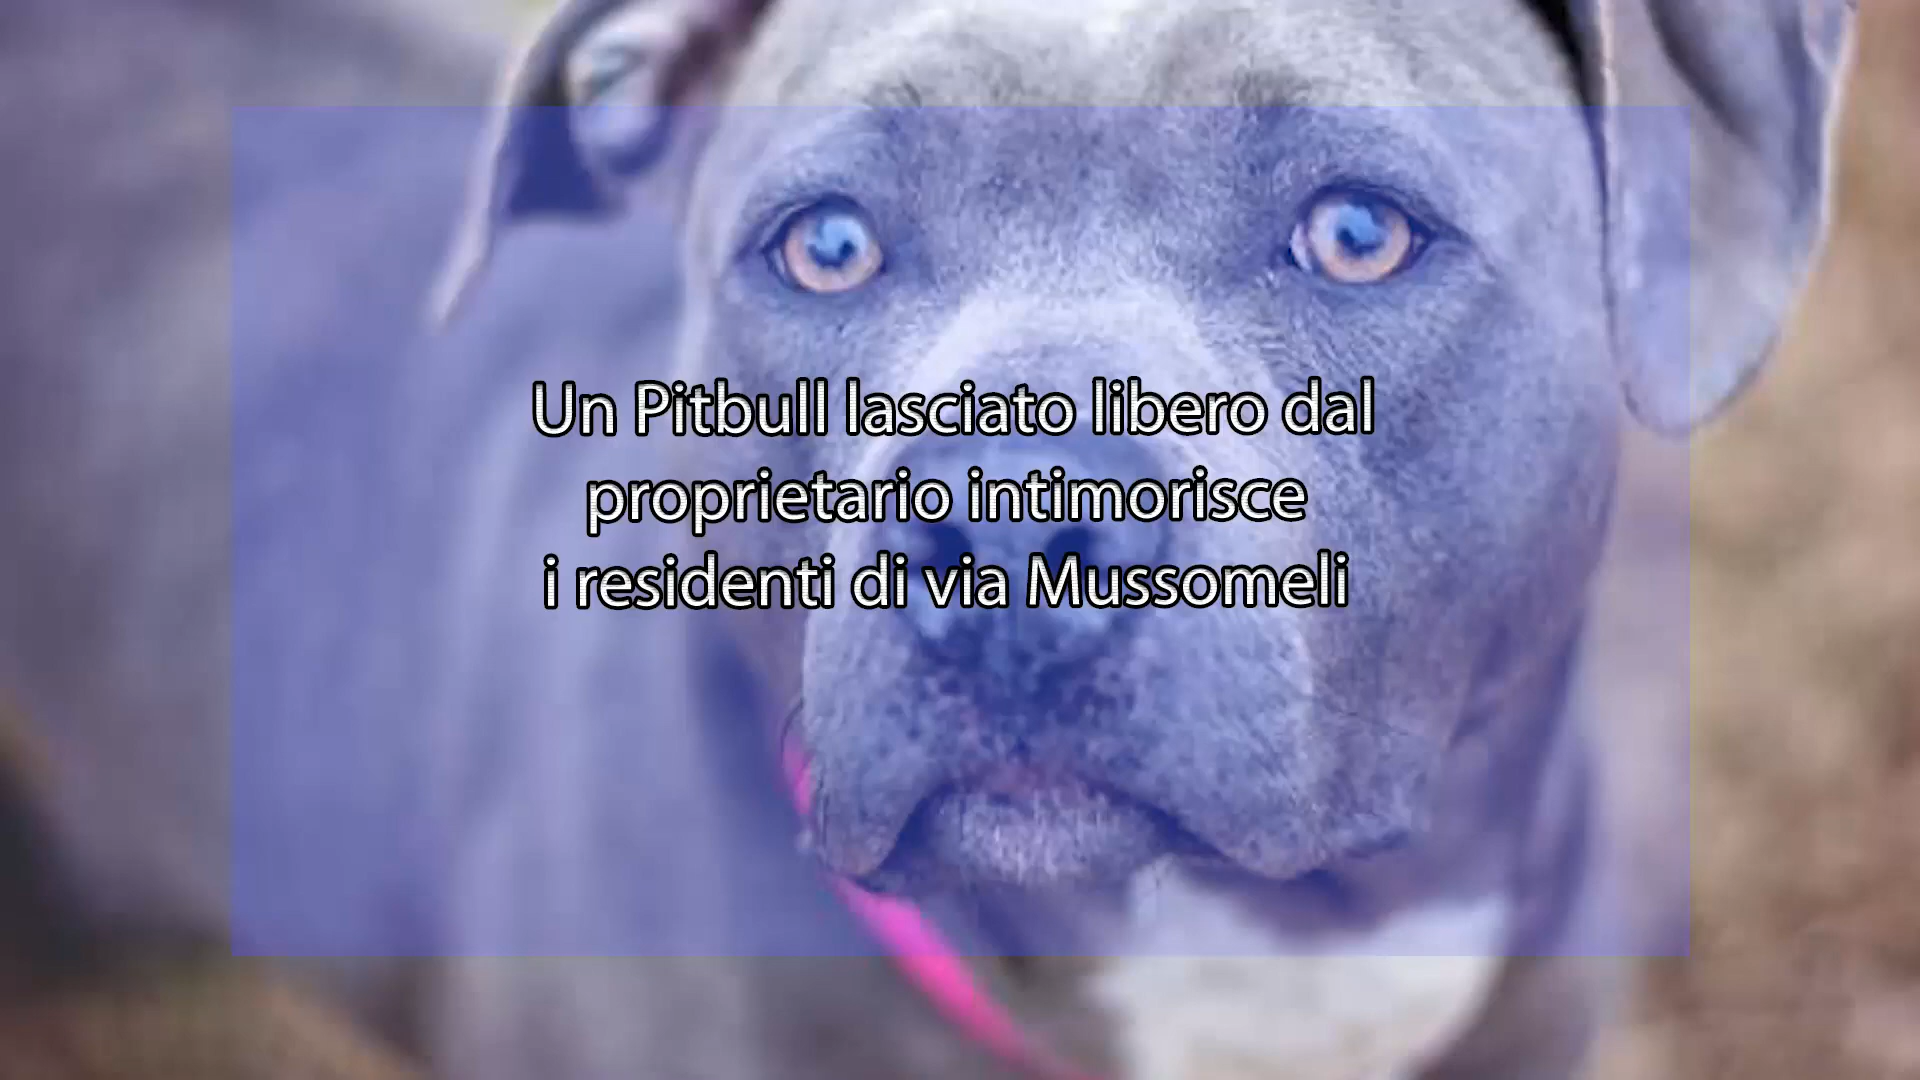 Un Pitbull lasciato libero dal
proprietario intimorisce
i residenti di via Mussomeli